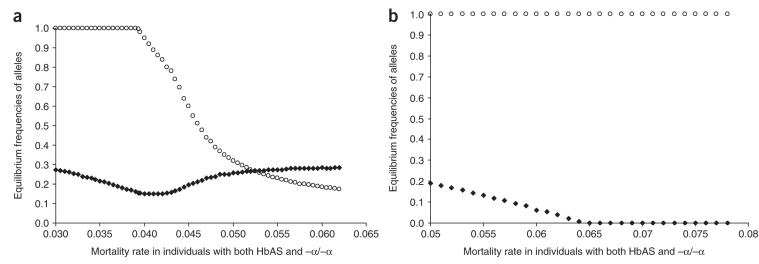 a
Equilibrium frequencies of alleles
1.0
0.9
0.8
0.7
0.6
0.5
0.4
0.3
0.2
0.1
0.0
0.030 0.035 0.040 0.045 0.050 0.055 0.060 0.065
Mortality rate in individuals with both HbAS and –α/–α
b
Equilibrium frequencies of alleles
1.0
0.9
0.8
0.7
0.6
0.5
0.4
0.3
0.2
0.1
0.0
0.05 0.055 0.06 0.065 0.07 0.075 0.08
Mortality rate in individuals with both HbAS and –α/–α